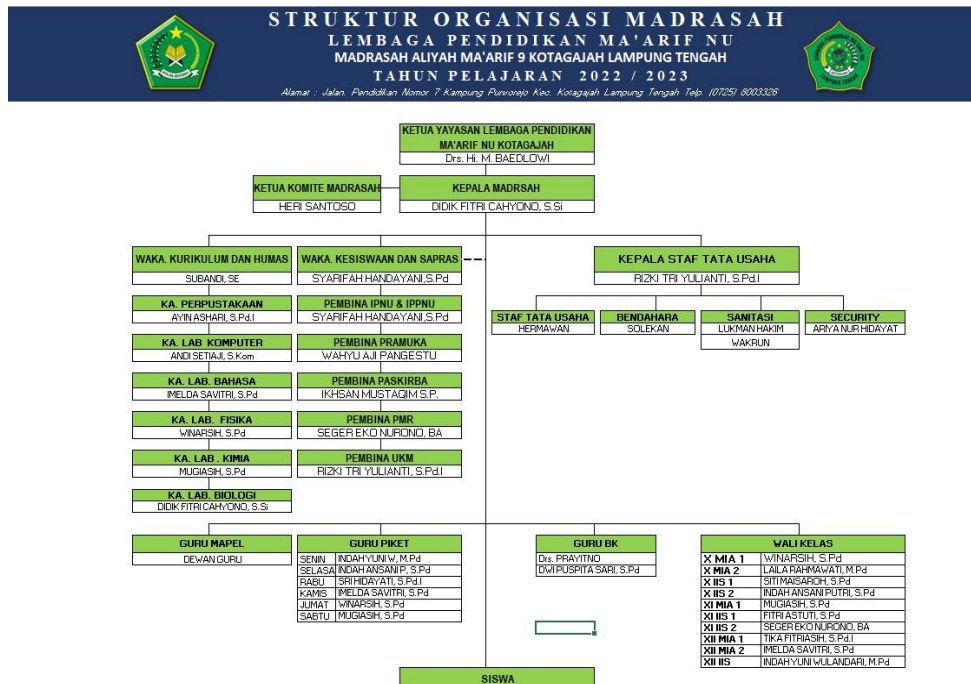 STRUKTUR ORGANISASI MADRASAH
LEMBAGA PENDIDIKAN MA'ARIF NU
MADRASAH ALIYAH MA'ARIF 9 KOTAGAJAH LAMPUNG TENGAH
TAHUN PELAJARAN 2022 / 2023
Alamat : Jalan. Pendidikan Nomor 7 Kampung Purworejo Kec. Kotagajah Lampung Tengah Telp. (0725) 8003326
KETUA YAYASAN LEMBAGA PENDIDIKAN
MA'ARIF NU KOTAGAJAH
Drs. Hi. M. BAEDLOWI
KETUA KOMITE MADRASAH
HERI SANTOSO
KEPALA MADRSAH
DIDIK FITRI CAHYONO, S.Si
WAKA. KURIKULUM DAN HUMAS
SUBANDI, SE
KA. PERPUSTAKAAN
AYIN ASHARI, S.Pd.I
KA. LAB KOMPUTER
ANDI SETIAJI, S.Kom
KA. LAB. BAHASA
IMELDA SAVITRI, S.Pd
KA. LAB. FISIKA
WINARSIH, S.Pd
KA. LAB . KIMIA
MUGIASIH, S.Pd
KA. LAB. BIOLOGI
DIDIK FITRI CAHYONO, S.Si
WAKA. KESISWAAN DAN SAPRAS
SYARIFAH HANDAYANI,S.Pd
PEMBINA IPNU & IPPNU
SYARIFAH HANDAYANI,S.Pd
PEMBINA PRAMUKA
WAHYU AJI PANGESTU
PEMBINA PASKIRBA
IKHSAN MUSTAQIM S.P.
PEMBINA PMR
SEGER EKO NURONO, BA
PEMBINA UKM
RIZKI TRI YULIANTI, S.Pd.I
KEPALA STAF TATA USAHA
RIZKI TRI YULIANTI, S.Pd.I
STAF TATA USAHA
HERMAWAN
BENDAHARA
SOLEKAN
SANITASI
LUKMAN HAKIM
WAKRUN
SECURITY
ARIYA NUR HIDAYAT
GURU MAPEL
DEWAN GURU
GURU PIKET
SENIN INDAH YUNI W, M.Pd
SELASA INDAH ANSANI P, S.Pd
RABU SRI HIDAYATI, S.Pd.I
KAMIS IMELDA SAVITRI, S.Pd
JUMAT WINARSIH, S.Pd
SABTU MUGIASIH, S.Pd
GURU BK
Drs. PRAYITNO
DWI PUSPITA SARI, S.Pd
WALI KELAS
X MIA 1 WINARSIH, S.Pd
X MIA 2 LAILA RAHMAWATI, M.Pd
X IIS 1 SITI MAISAROH, S.Pd
X IIS 2 INDAH ANSANI PUTRI, S.Pd
XI MIA 1 MUGIASIH, S.Pd
XI IIS 1 FITRI ASTUTI, S.Pd
XI IIS 2 SEGER EKO NURONO, BA
XII MIA 1 TIKA FITRIASIH, S.Pd.I
XII MIA 2 IMELDA SAVITRI, S.Pd
XII IIS INDAH YUNI WULANDARI, M.Pd
SISWA